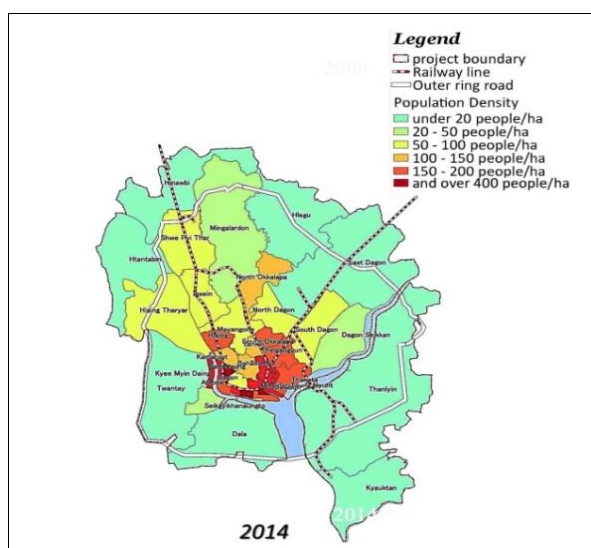 Legend
2009
project boundary
Railway line
Outer ring road
Population Density
under 20 people/ha
20 - 50 people/ha
50 - 100 people/ha
100 - 150 people/ha
150 - 200 people/ha
and over 400 people/ha
Hmawbi
Hlegu
Shwe Pyi Thar
Mingalardon
Htantabin
East Dagon
North Okkalapa
Insein
Hlaing Tharyar
North Dagon
Mayangone
South Dagon
Dagon Seikkan
Kyee Myin Daing
Twantay
Thaketa
Thanlyin
Seikgyikhanaungto
Dala
Kyauktan
2014
2014